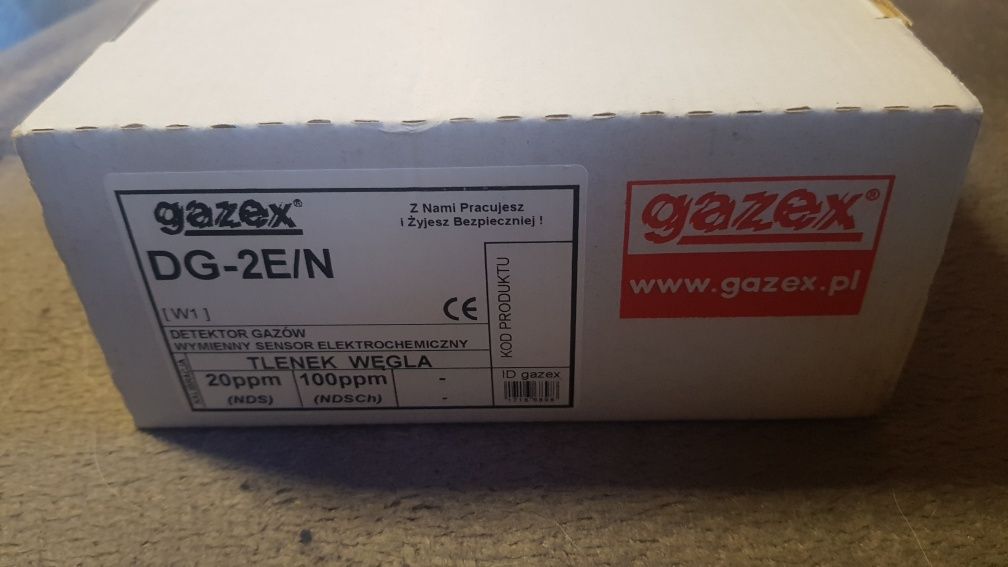 gazex®
Z Nami Pracujesz
i Żyjesz Bezpieczniej !
DG-2E/N
[ W1 ]
CE
DETEKTOR GAZÓW
WYMIENNY SENSOR ELEKTROCHEMICZNY
KALIBRACJA
TLENEK WĘGLA
20ppm 100ppm -
(NDS) (NDSCh) -
KOD PRODUKTU
ID gazex
gazex®
www.gazex.pl